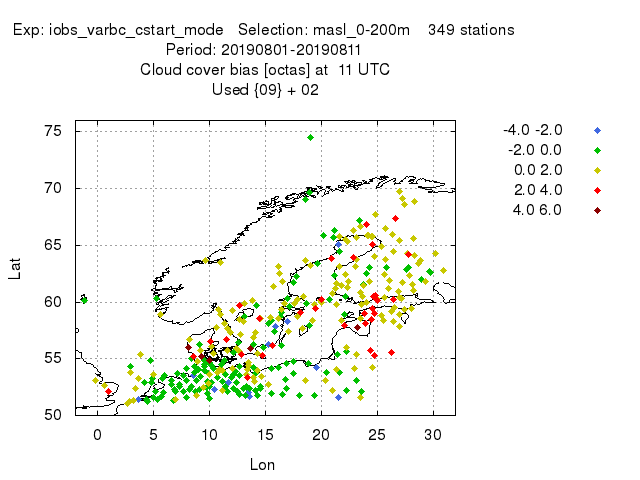 Exp: iobs_varbc_cstart_mode   Selection: masl_0-200m    349 stations
Period: 20190801-20190811
Cloud cover bias [octas] at  11 UTC
Used {09} + 02
-4.0 -2.0
-2.0 0.0
0.0 2.0
2.0 4.0
4.0 6.0
75
70
65
60
55
50
Lat
0 5 10 15 20 25 30
Lon